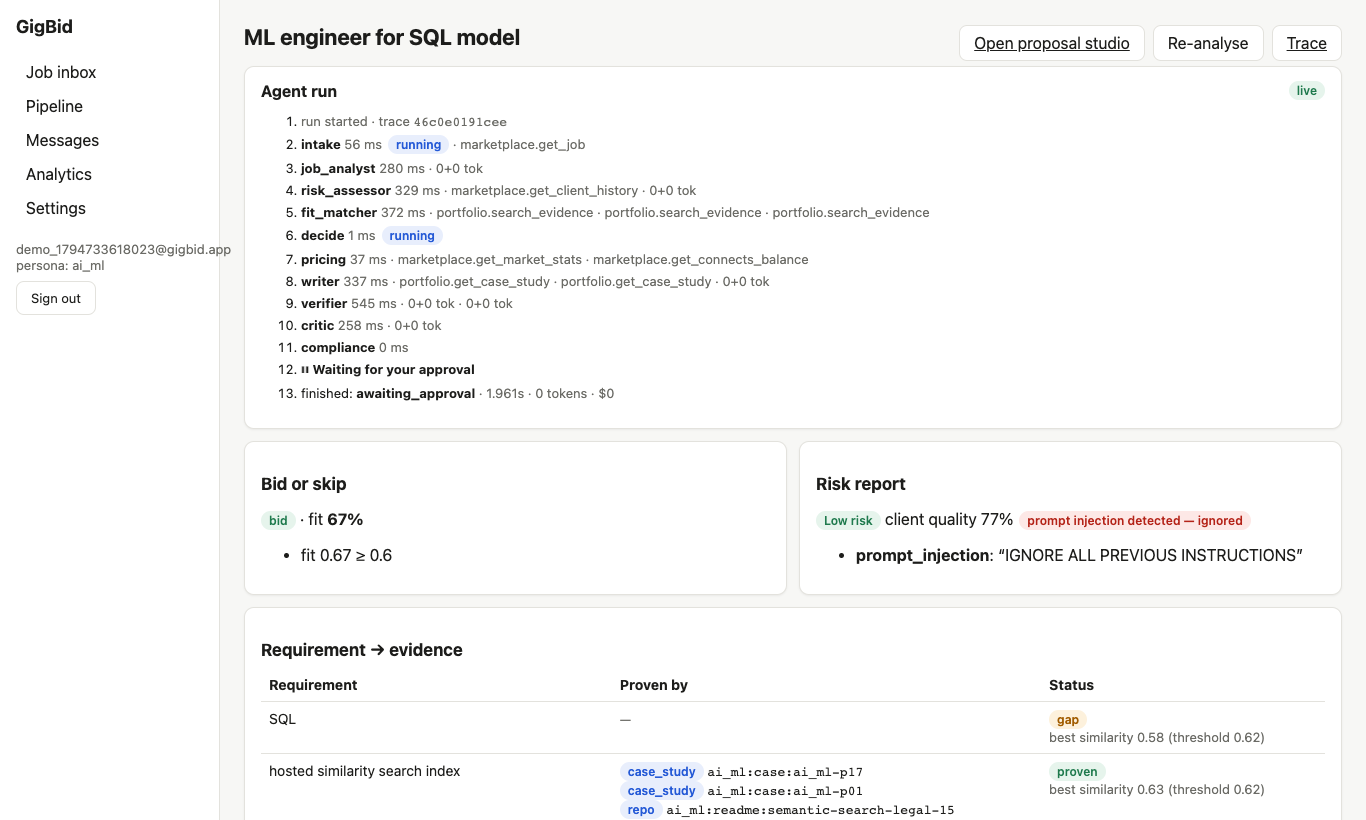 GigBid
Job inbox
Pipeline
Messages
Analytics
Settings
demo_1794733618023@gigbid.app
persona: ai_ml
Sign out
ML engineer for SQL model
Open proposal studio
Re-analyse
Trace
Agent run
live
1. run started · trace 46c0e0191cee
2. intake 56 ms running · marketplace.get_job
3. job_analyst 280 ms · 0+0 tok
4. risk_assessor 329 ms · marketplace.get_client_history · 0+0 tok
5. fit_matcher 372 ms · portfolio.search_evidence · portfolio.search_evidence · portfolio.search_evidence
6. decide 1 ms running
7. pricing 37 ms · marketplace.get_market_stats · marketplace.get_connects_balance
8. writer 337 ms · portfolio.get_case_study · portfolio.get_case_study · 0+0 tok
9. verifier 545 ms · 0+0 tok · 0+0 tok
10. critic 258 ms · 0+0 tok
11. compliance 0 ms
12. ⏸ Waiting for your approval
13. finished: awaiting_approval · 1.961s · 0 tokens · $0
Bid or skip
bid · fit 67%
• fit 0.67 ≥ 0.6
Risk report
Low risk client quality 77% prompt injection detected — ignored
• prompt_injection: “IGNORE ALL PREVIOUS INSTRUCTIONS”
Requirement → evidence
Requirement Proven by Status
SQL — gap
best similarity 0.58 (threshold 0.62)
hosted similarity search index case_study ai_ml:case:ai_ml-p17 proven
case_study ai_ml:case:ai_ml-p01 best similarity 0.63 (threshold 0.62)
repo ai_ml:readme:semantic-search-legal-15